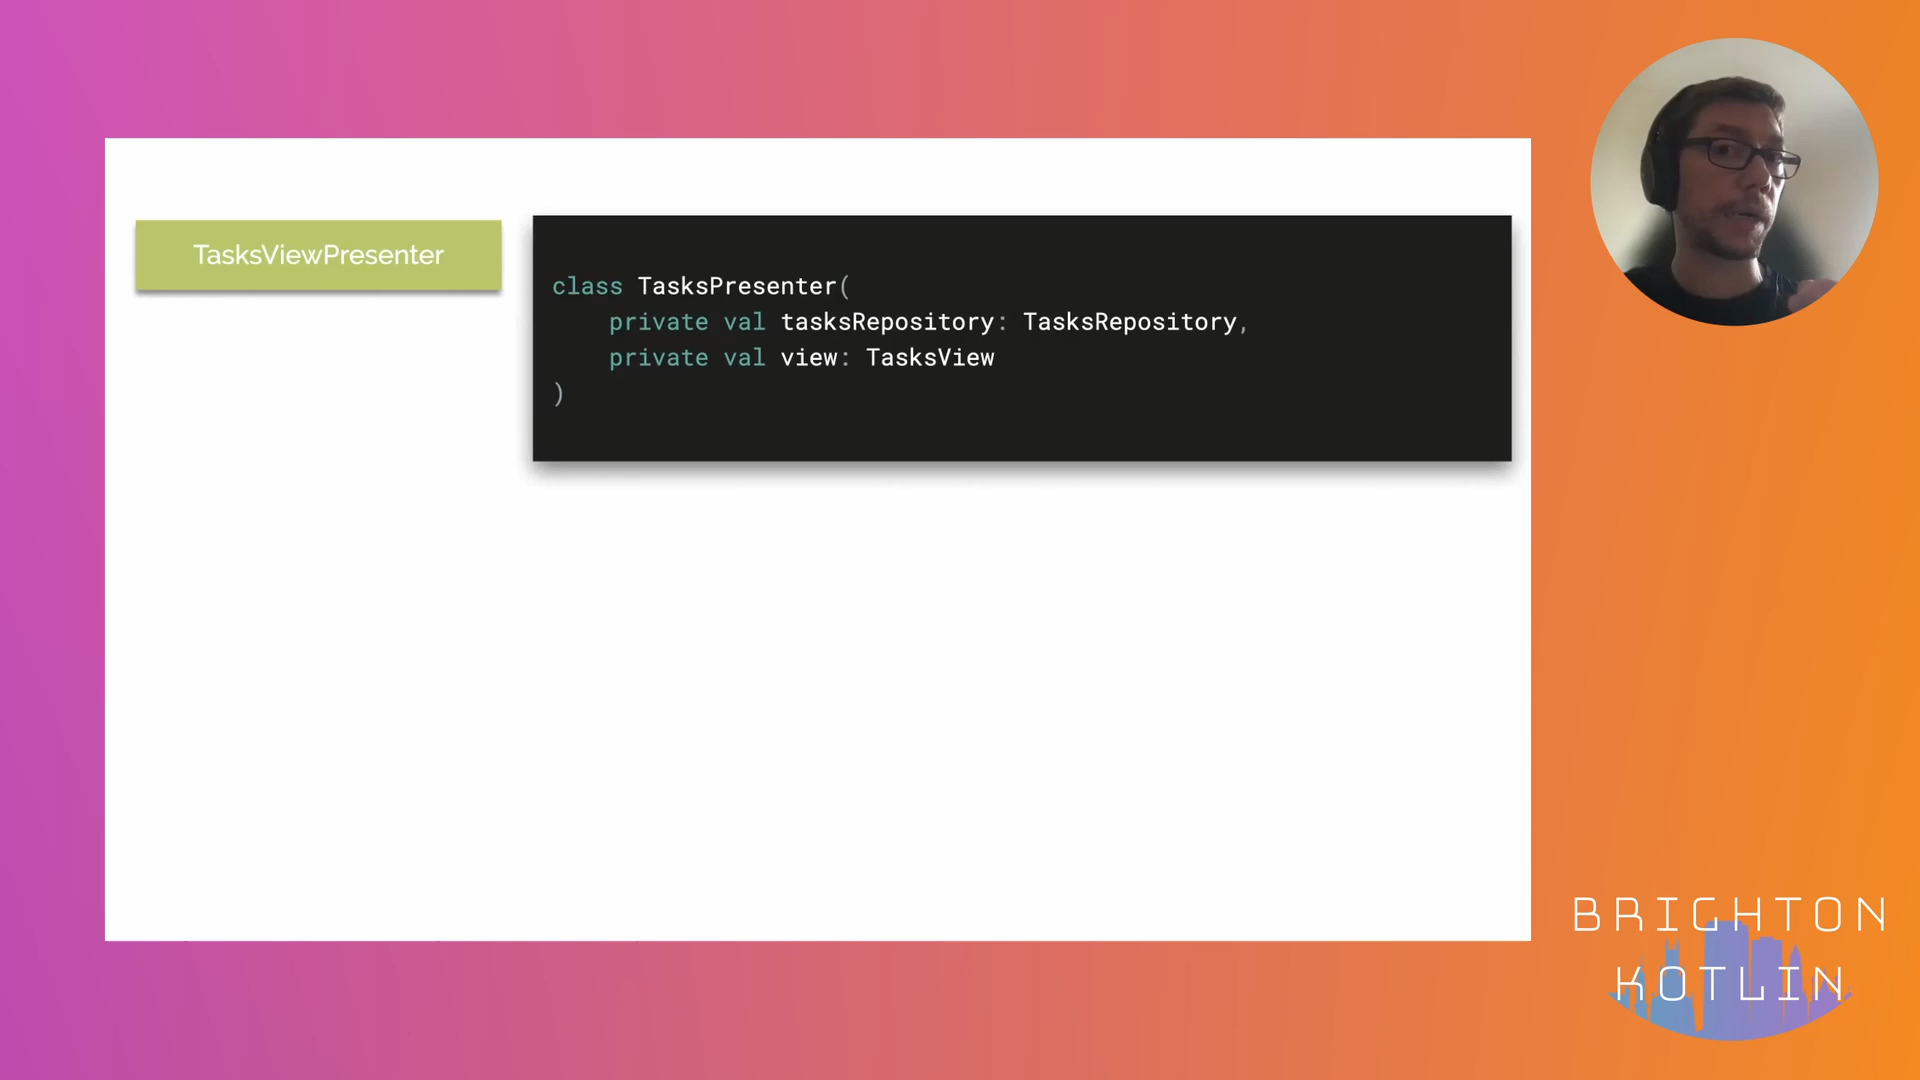 TasksViewPresenter
class TasksPresenter(
    private val tasksRepository: TasksRepository,
    private val view: TasksView
)
BRIGHTON
KOTLIN